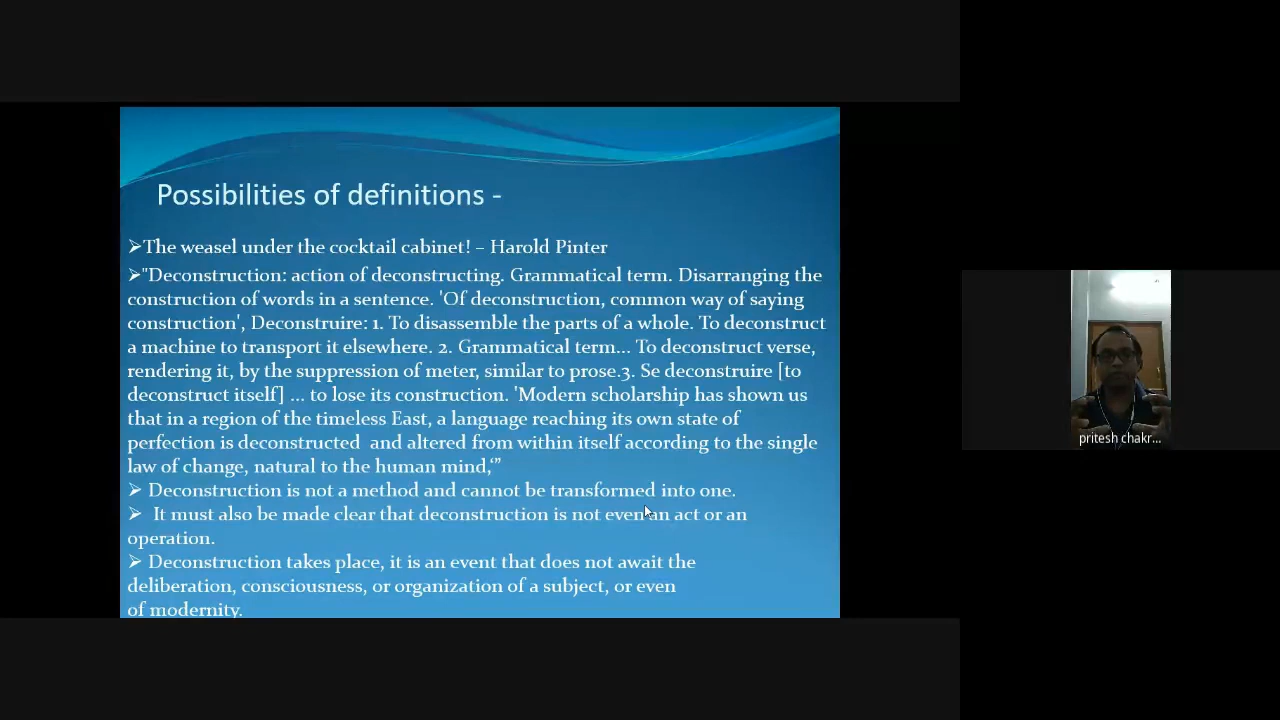 Possibilities of definitions -
➢The weasel under the cocktail cabinet! – Harold Pinter
➢"Deconstruction: action of deconstructing. Grammatical term. Disarranging the
construction of words in a sentence. 'Of deconstruction, common way of saying
construction', Deconstruire: 1. To disassemble the parts of a whole. To deconstruct
a machine to transport it elsewhere. 2. Grammatical term... To deconstruct verse,
rendering it, by the suppression of meter, similar to prose.3. Se deconstruire [to
deconstruct itself] ... to lose its construction. 'Modern scholarship has shown us
that in a region of the timeless East, a language reaching its own state of
perfection is deconstructed and altered from within itself according to the single
law of change, natural to the human mind,‘”
➢ Deconstruction is not a method and cannot be transformed into one.
➢ It must also be made clear that deconstruction is not even an act or an
operation.
➢ Deconstruction takes place, it is an event that does not await the
deliberation, consciousness, or organization of a subject, or even
of modernity.
pritesh chakr...